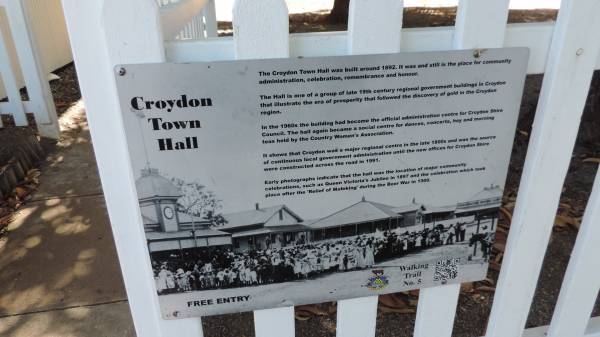 Croydon
Town
Hall
The Croydon Town Hall was built around 1892. It was and still is the place for community
administration, celebration, remembrance and honour.
The Hall is one of a group of late 19th century regional government buildings in Croydon
that illustrate the era of prosperity that followed the discovery of gold in the Croydon
region.
In the 1960s the building had become the official administration centre for Croydon Shire
Council. The hall again became a social centre for dances, concerts, hoy and morning
teas held by the Country Women's Association.
It shows that Croydon was a major regional centre in the late 1800s and was the source
of continuous local government administration until the new offices for Croydon Shire
were constructed across the road in 1991.
Early photographs indicate that the hall was the location of major community
celebrations, such as Queen Victoria's Jubilee in 1897 and the celebration which took
place after the 'Relief of Mafeking' during the Boer War in 1900.
FREE ENTRY
Walking
Trail
No. 5